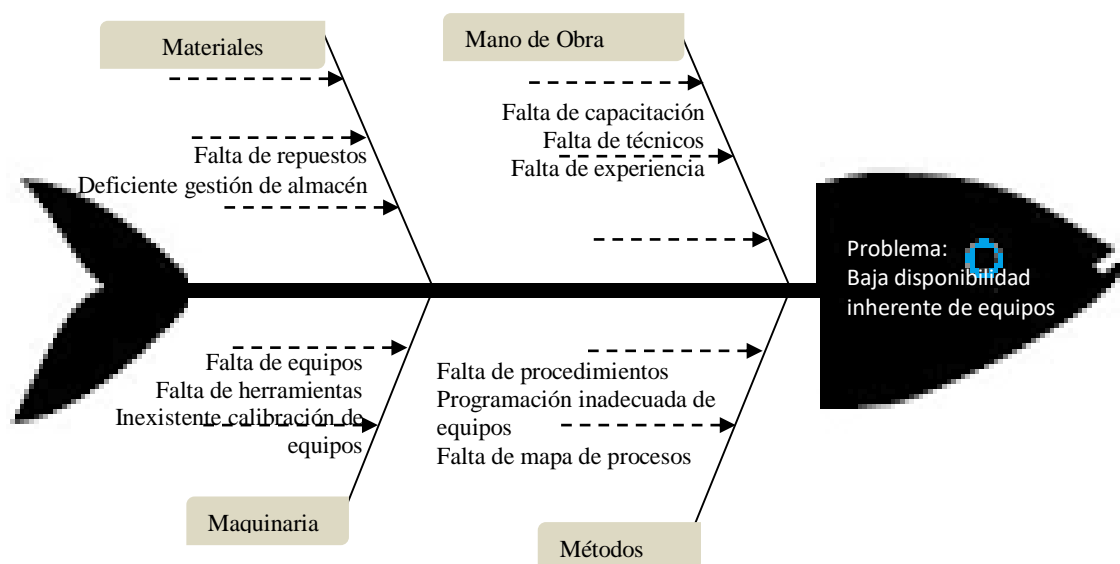 Materiales
Mano de Obra
Falta de repuestos
Deficiente gestión de almacén
Falta de capacitación
Falta de técnicos
Falta de experiencia
Problema:
Baja disponibilidad
inherente de equipos
Falta de equipos
Falta de herramientas
Inexistente calibración de
equipos
Falta de procedimientos
Programación inadecuada de
equipos
Falta de mapa de procesos
Maquinaria
Métodos